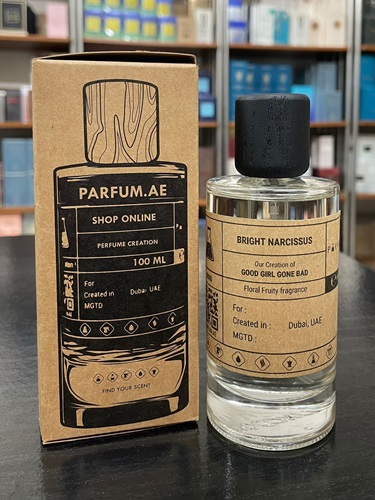 PARFUM.AE
SHOP ONLINE
PERFUME CREATION
100 ML
For
Created in Dubai UAE
MGTD
FIND YOUR SCENT
BRIGHT NARCISSUS
Our Creation of
GOOD GIRL GONE BAD
Floral Fruity fragrance
For :
Created in : Dubai, UAE
MGTD :